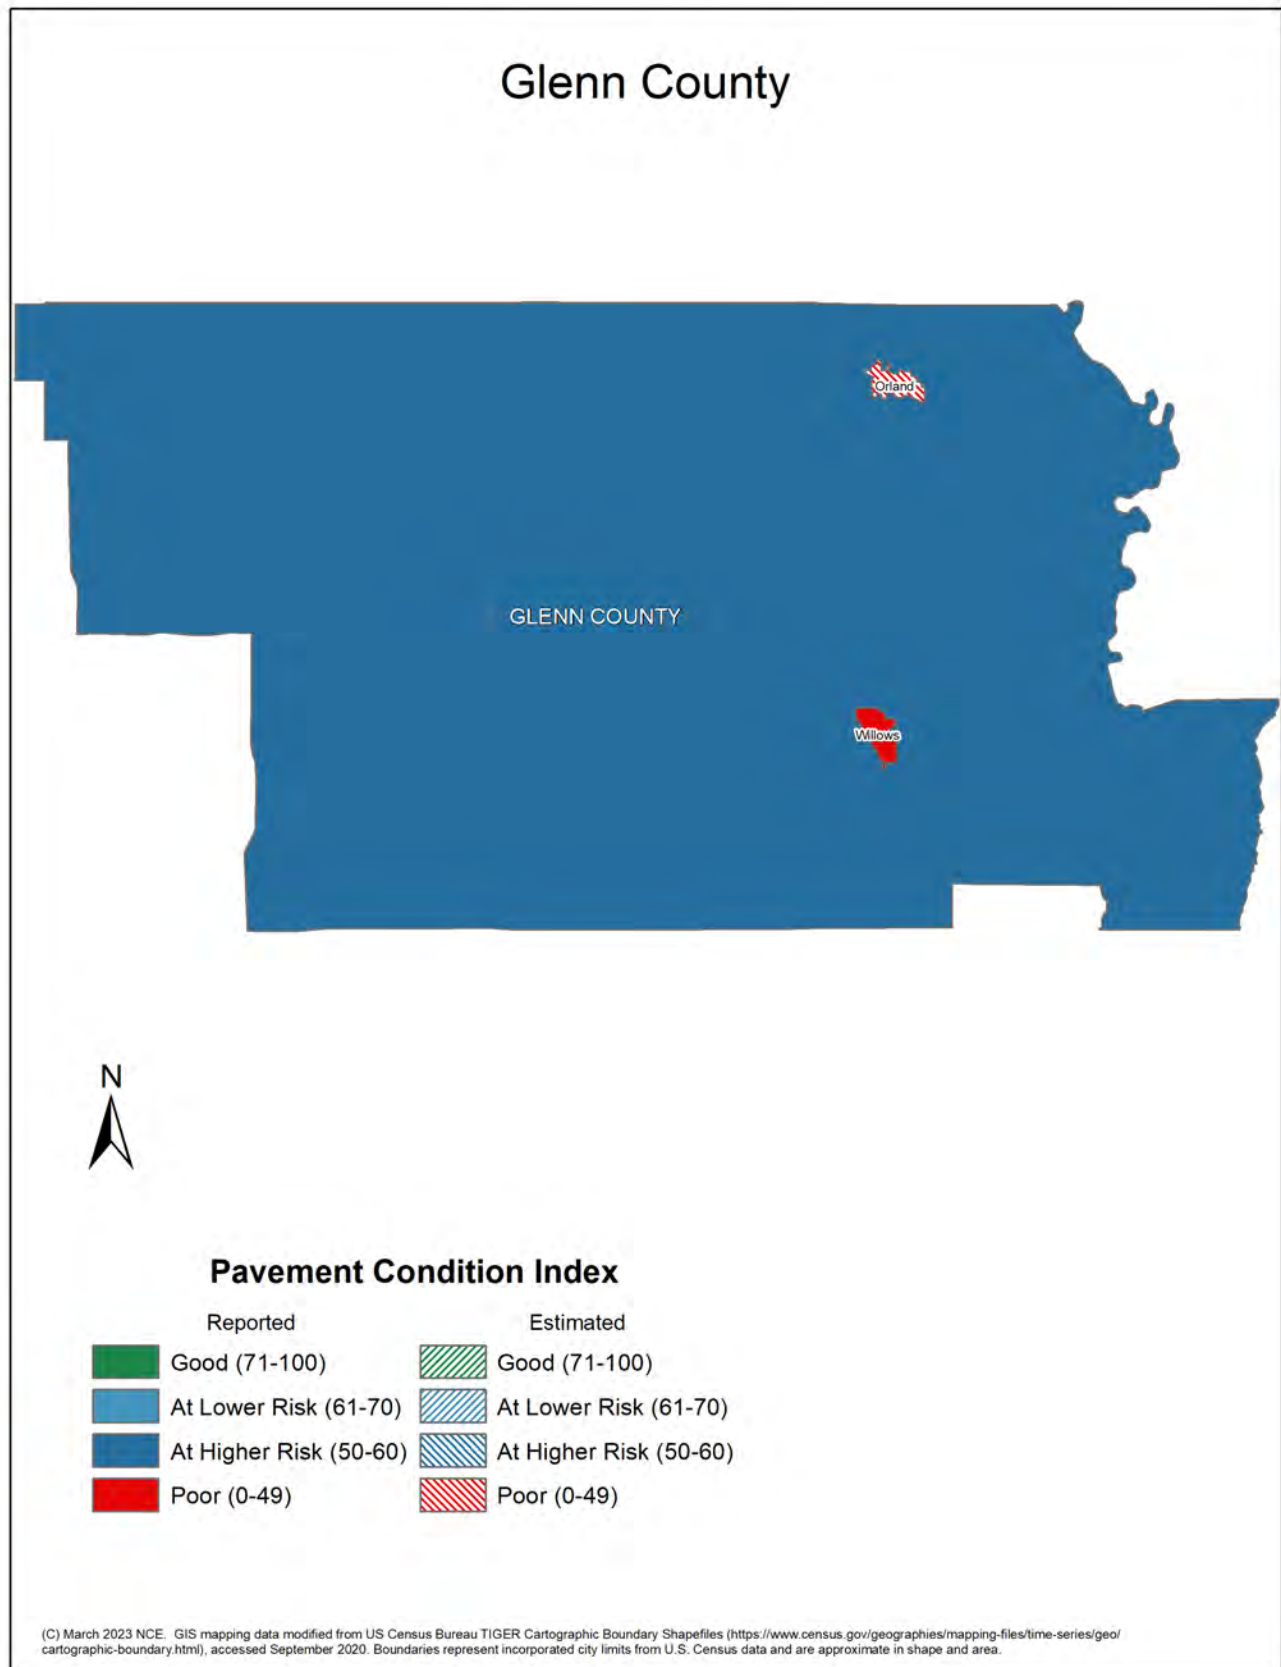 Glenn County
Orland
GLENN COUNTY
Willows
N
Pavement Condition Index
Reported
Estimated
Good (71-100)
Good (71-100)
At Lower Risk (61-70)
At Lower Risk (61-70)
At Higher Risk (50-60)
At Higher Risk (50-60)
Poor (0-49)
Poor (0-49)
(C) March 2023 NCE. GIS mapping data modified from US Census Bureau TIGER Cartographic Boundary Shapefiles (https://www.census.gov/geographies/mapping-files/time-series/geo/
cartographic-boundary.html), accessed September 2020. Boundaries represent incorporated city limits from U.S. Census data and are approximate in shape and area.